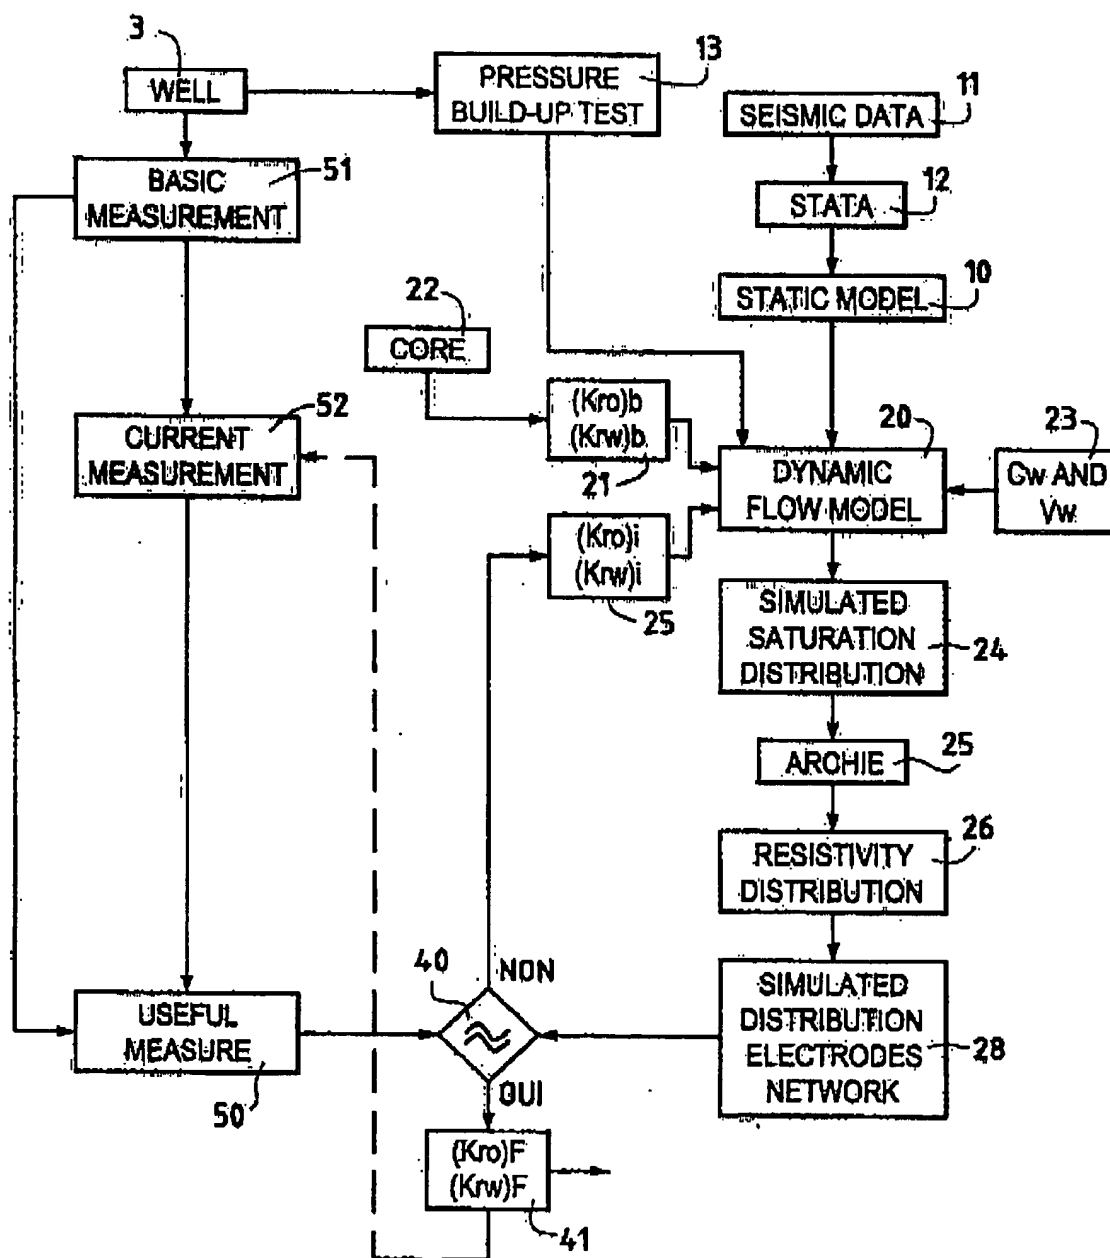 3
WELL
13
PRESSURE
BUILD-UP TEST
11
SEISMIC DATA
51
BASIC
MEASUREMENT
12
STATA
10
STATIC MODEL
22
CORE
52
CURRENT
MEASUREMENT
(Kro)b
(Krw)b
21
20
DYNAMIC
FLOW MODEL
23
Cw AND
Vw
(Kro)i
(Krw)i
25
SIMULATED
SATURATION
DISTRIBUTION
24
ARCHIE
25
RESISTIVITY
DISTRIBUTION
26
40
NON
USEFUL
MEASURE
50
≈
SIMULATED
DISTRIBUTION
ELECTRODES
NETWORK
28
OUI
(Kro)F
(Krw)F
41